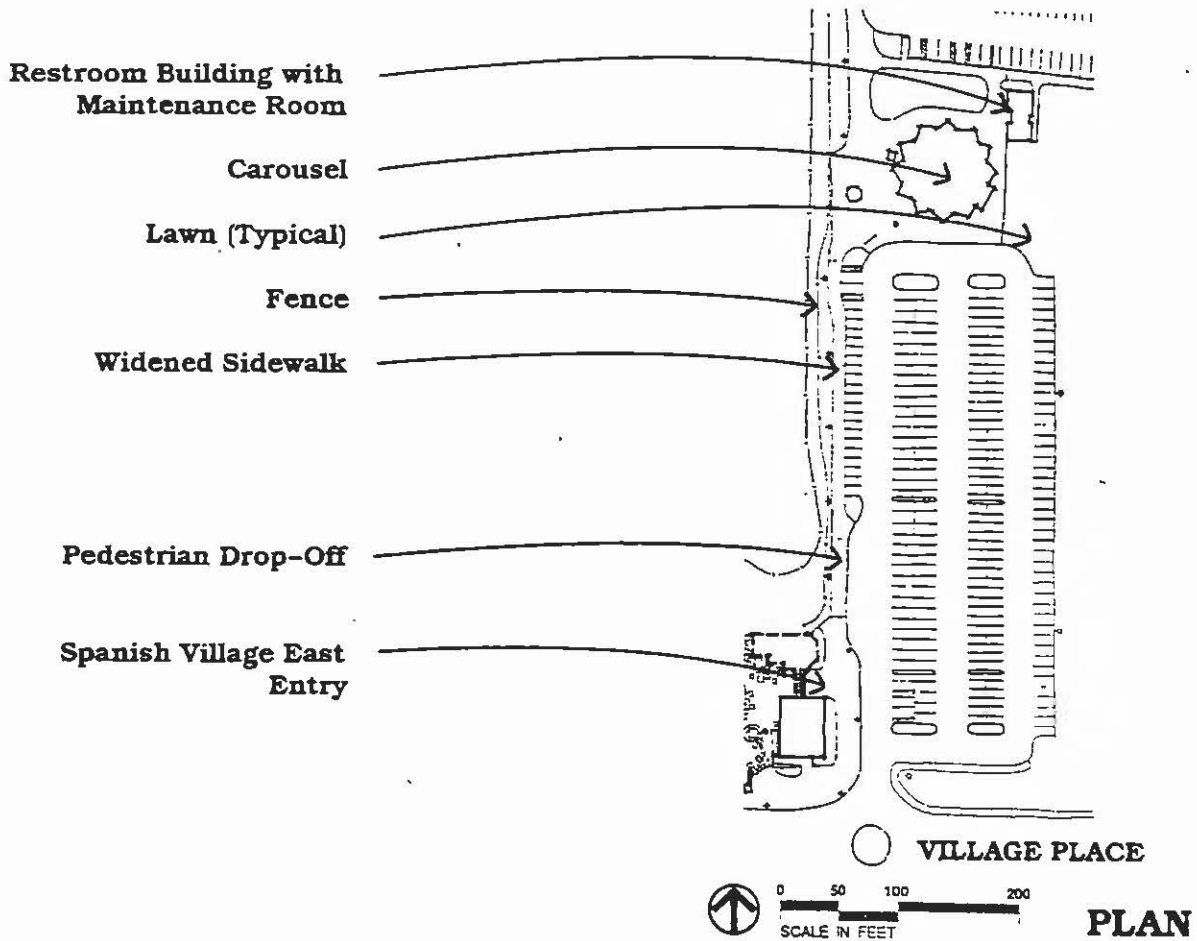 Restroom Building with
Maintenance Room
Carousel
Lawn (Typical)
Fence
Widened Sidewalk
Pedestrian Drop-Off
Spanish Village East
Entry
VILLAGE PLACE
0 50 100 200
SCALE IN FEET
PLAN